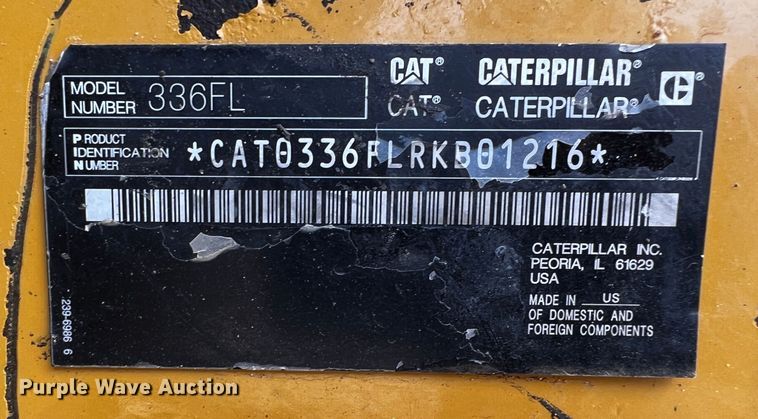 MODEL NUMBER 336FL
CAT® CATERPILLAR®
CAT® CATERPILLAR®
PRODUCT IDENTIFICATION NUMBER *CAT0336FLRKB01216*
CATERPILLAR INC.
PEORIA, IL 61629
USA
MADE IN US
OF DOMESTIC AND
FOREIGN COMPONENTS
239-6986 6
Purple Wave Auction